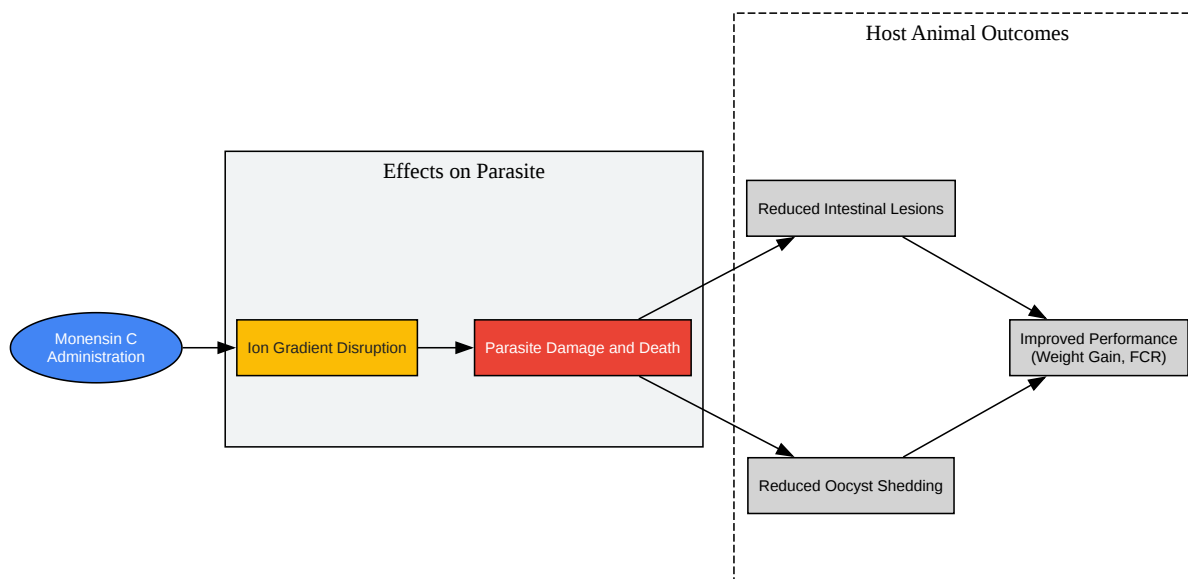 Host Animal Outcomes
Effects on Parasite
Reduced Intestinal Lesions
Monensin C
Administration
Ion Gradient Disruption
Parasite Damage and Death
Improved Performance
(Weight Gain, FCR)
Reduced Oocyst Shedding